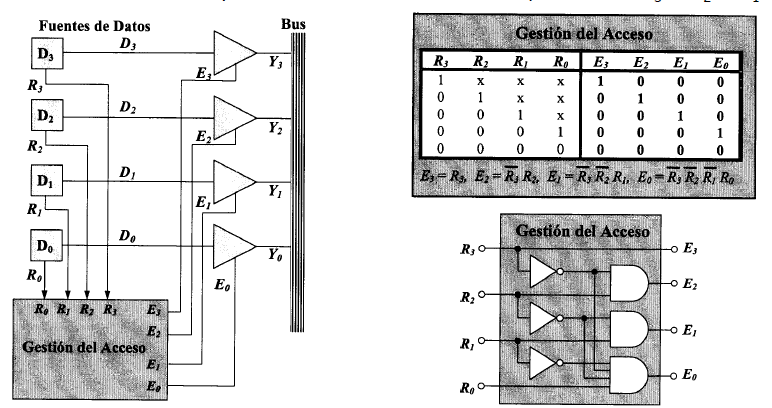 Fuentes de Datos
Bus
D3 D3 Y3
R3 E3
D2 D2 Y2
R2 E2
D1 D1 Y1
R1 E1
D0 D0 Y0
R0 E0
R0 R1 R2 R3 E3
E2
Gestión del Acceso
E1
E0
Gestión del Acceso
R3 R2 R1 R0 E3 E2 E1 E0
1 x x x 1 0 0 0
0 1 x x 0 1 0 0
0 0 1 x 0 0 1 0
0 0 0 1 0 0 0 1
0 0 0 0 0 0 0 0
E3 = R3, E2 = R̅3 R2, E1 = R̅3 R̅2 R1, E0 = R̅3 R̅2 R̅1 R0
Gestión del Acceso
R3 E3
E2
R2
R1 E1
R0 E0